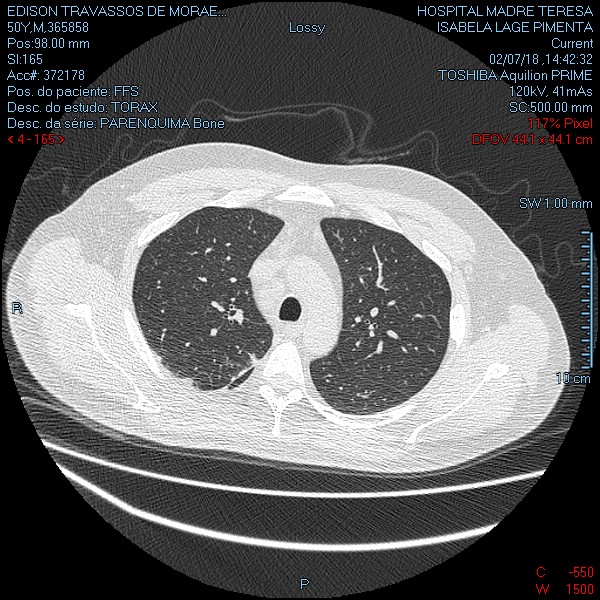 EDISON TRAVASSOS DE MORAE...
50Y,M,365858
Pos:98.00 mm
SI:165
Acc#: 372178
Pos. do paciente: FFS
Desc. do estudo: TORAX
Desc. da série: PARENQUIMA Bone
< 4 - 165 >
Lossy
HOSPITAL MADRE TERESA
ISABELA LAGE PIMENTA
Current
02/07/18 ,14:42:32
TOSHIBA Aquilion PRIME
120kV, 41mAs
SC:500.00 mm
117% Pixel
DFOV 44.1 x 44.1 cm
SW 1.00 mm
R
10 cm
P
C -550
W 1500